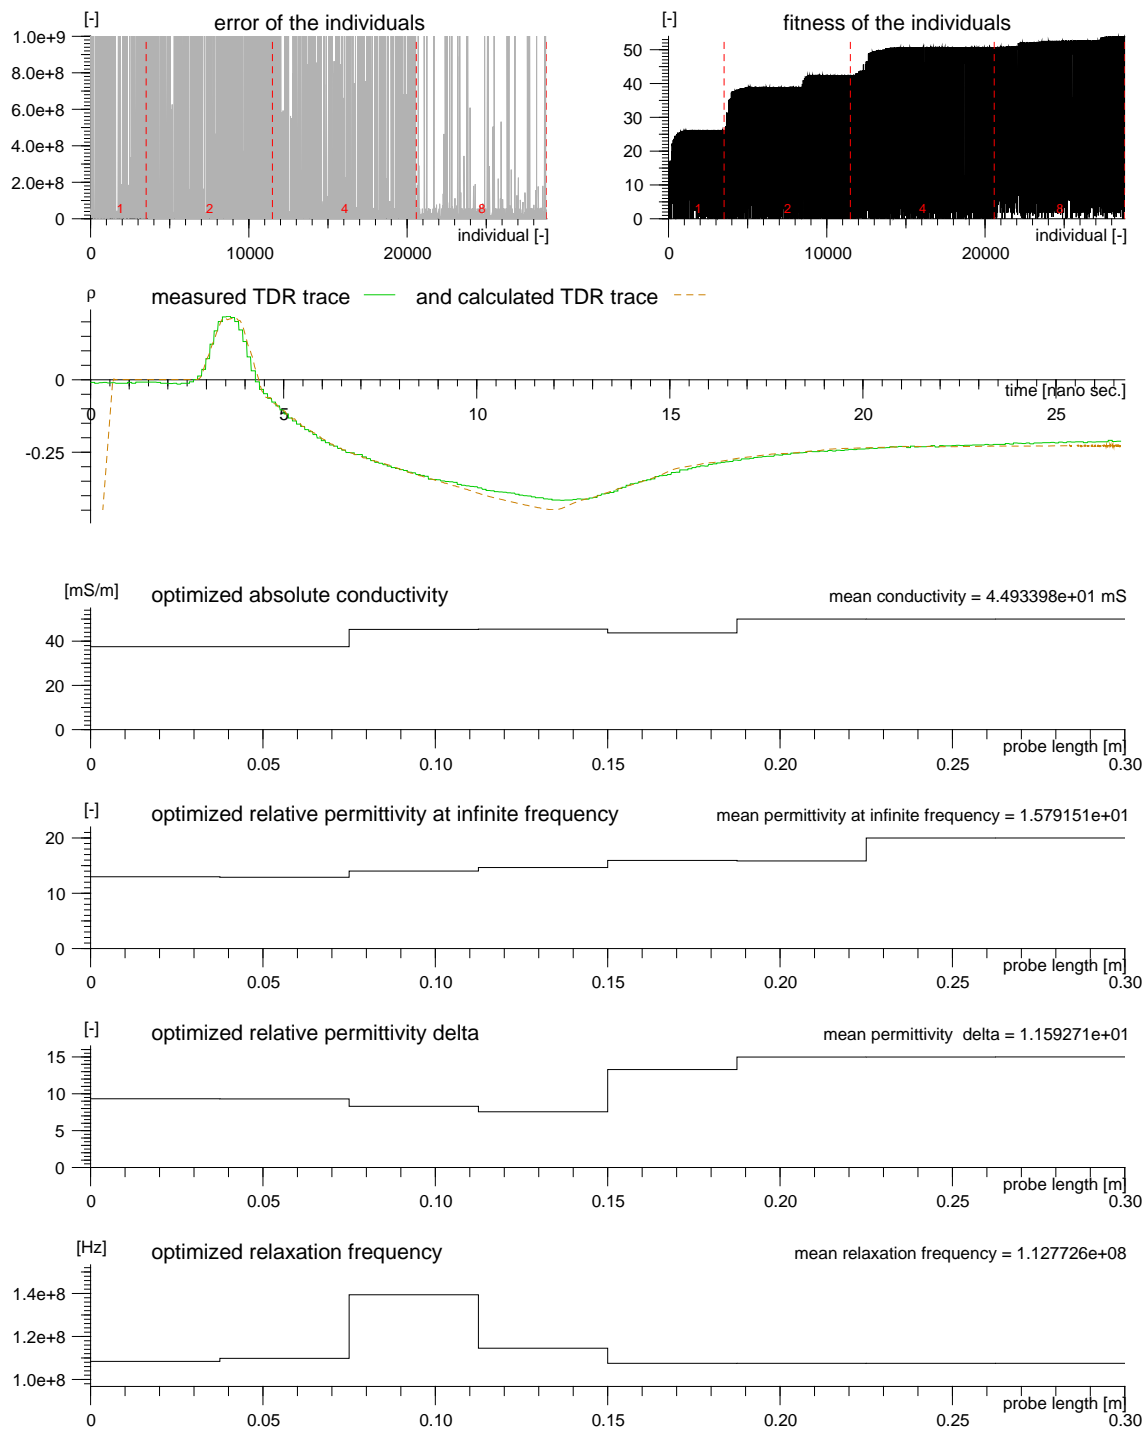 [-] error of the individuals
1.0e+9
8.0e+8
6.0e+8
4.0e+8
2.0e+8
0
1 2 4 8
individual [-]
0 10000 20000
[-] fitness of the individuals
50
40
30
20
10
0
1 2 4 8
individual [-]
0 10000 20000
ρ measured TDR trace and calculated TDR trace
0
-0.25
time [nano sec.]
0 5 10 15 20 25
[mS/m] optimized absolute conductivity mean conductivity = 4.493398e+01 mS
40
20
0
probe length [m]
0 0.05 0.10 0.15 0.20 0.25 0.30
[-] optimized relative permittivity at infinite frequency mean permittivity at infinite frequency = 1.579151e+01
20
10
0
probe length [m]
0 0.05 0.10 0.15 0.20 0.25 0.30
[-] optimized relative permittivity delta mean permittivity delta = 1.159271e+01
15
10
5
0
probe length [m]
0 0.05 0.10 0.15 0.20 0.25 0.30
[Hz] optimized relaxation frequency mean relaxation frequency = 1.127726e+08
1.4e+8
1.2e+8
1.0e+8
probe length [m]
0 0.05 0.10 0.15 0.20 0.25 0.30